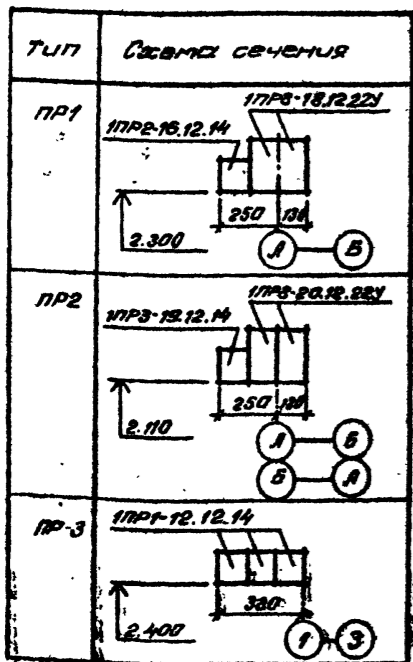 Тип Схема сечения
ПР1
1ПР8-18.12.22У
1ПР2-16.12.14
250 130
2.300
А Б
ПР2
1ПР8-20.12.22У
1ПР3-19.12.14
250 130
2.110
А Б
Б А
ПР-3
1ПР1-12.12.14
380
2.400
1 3